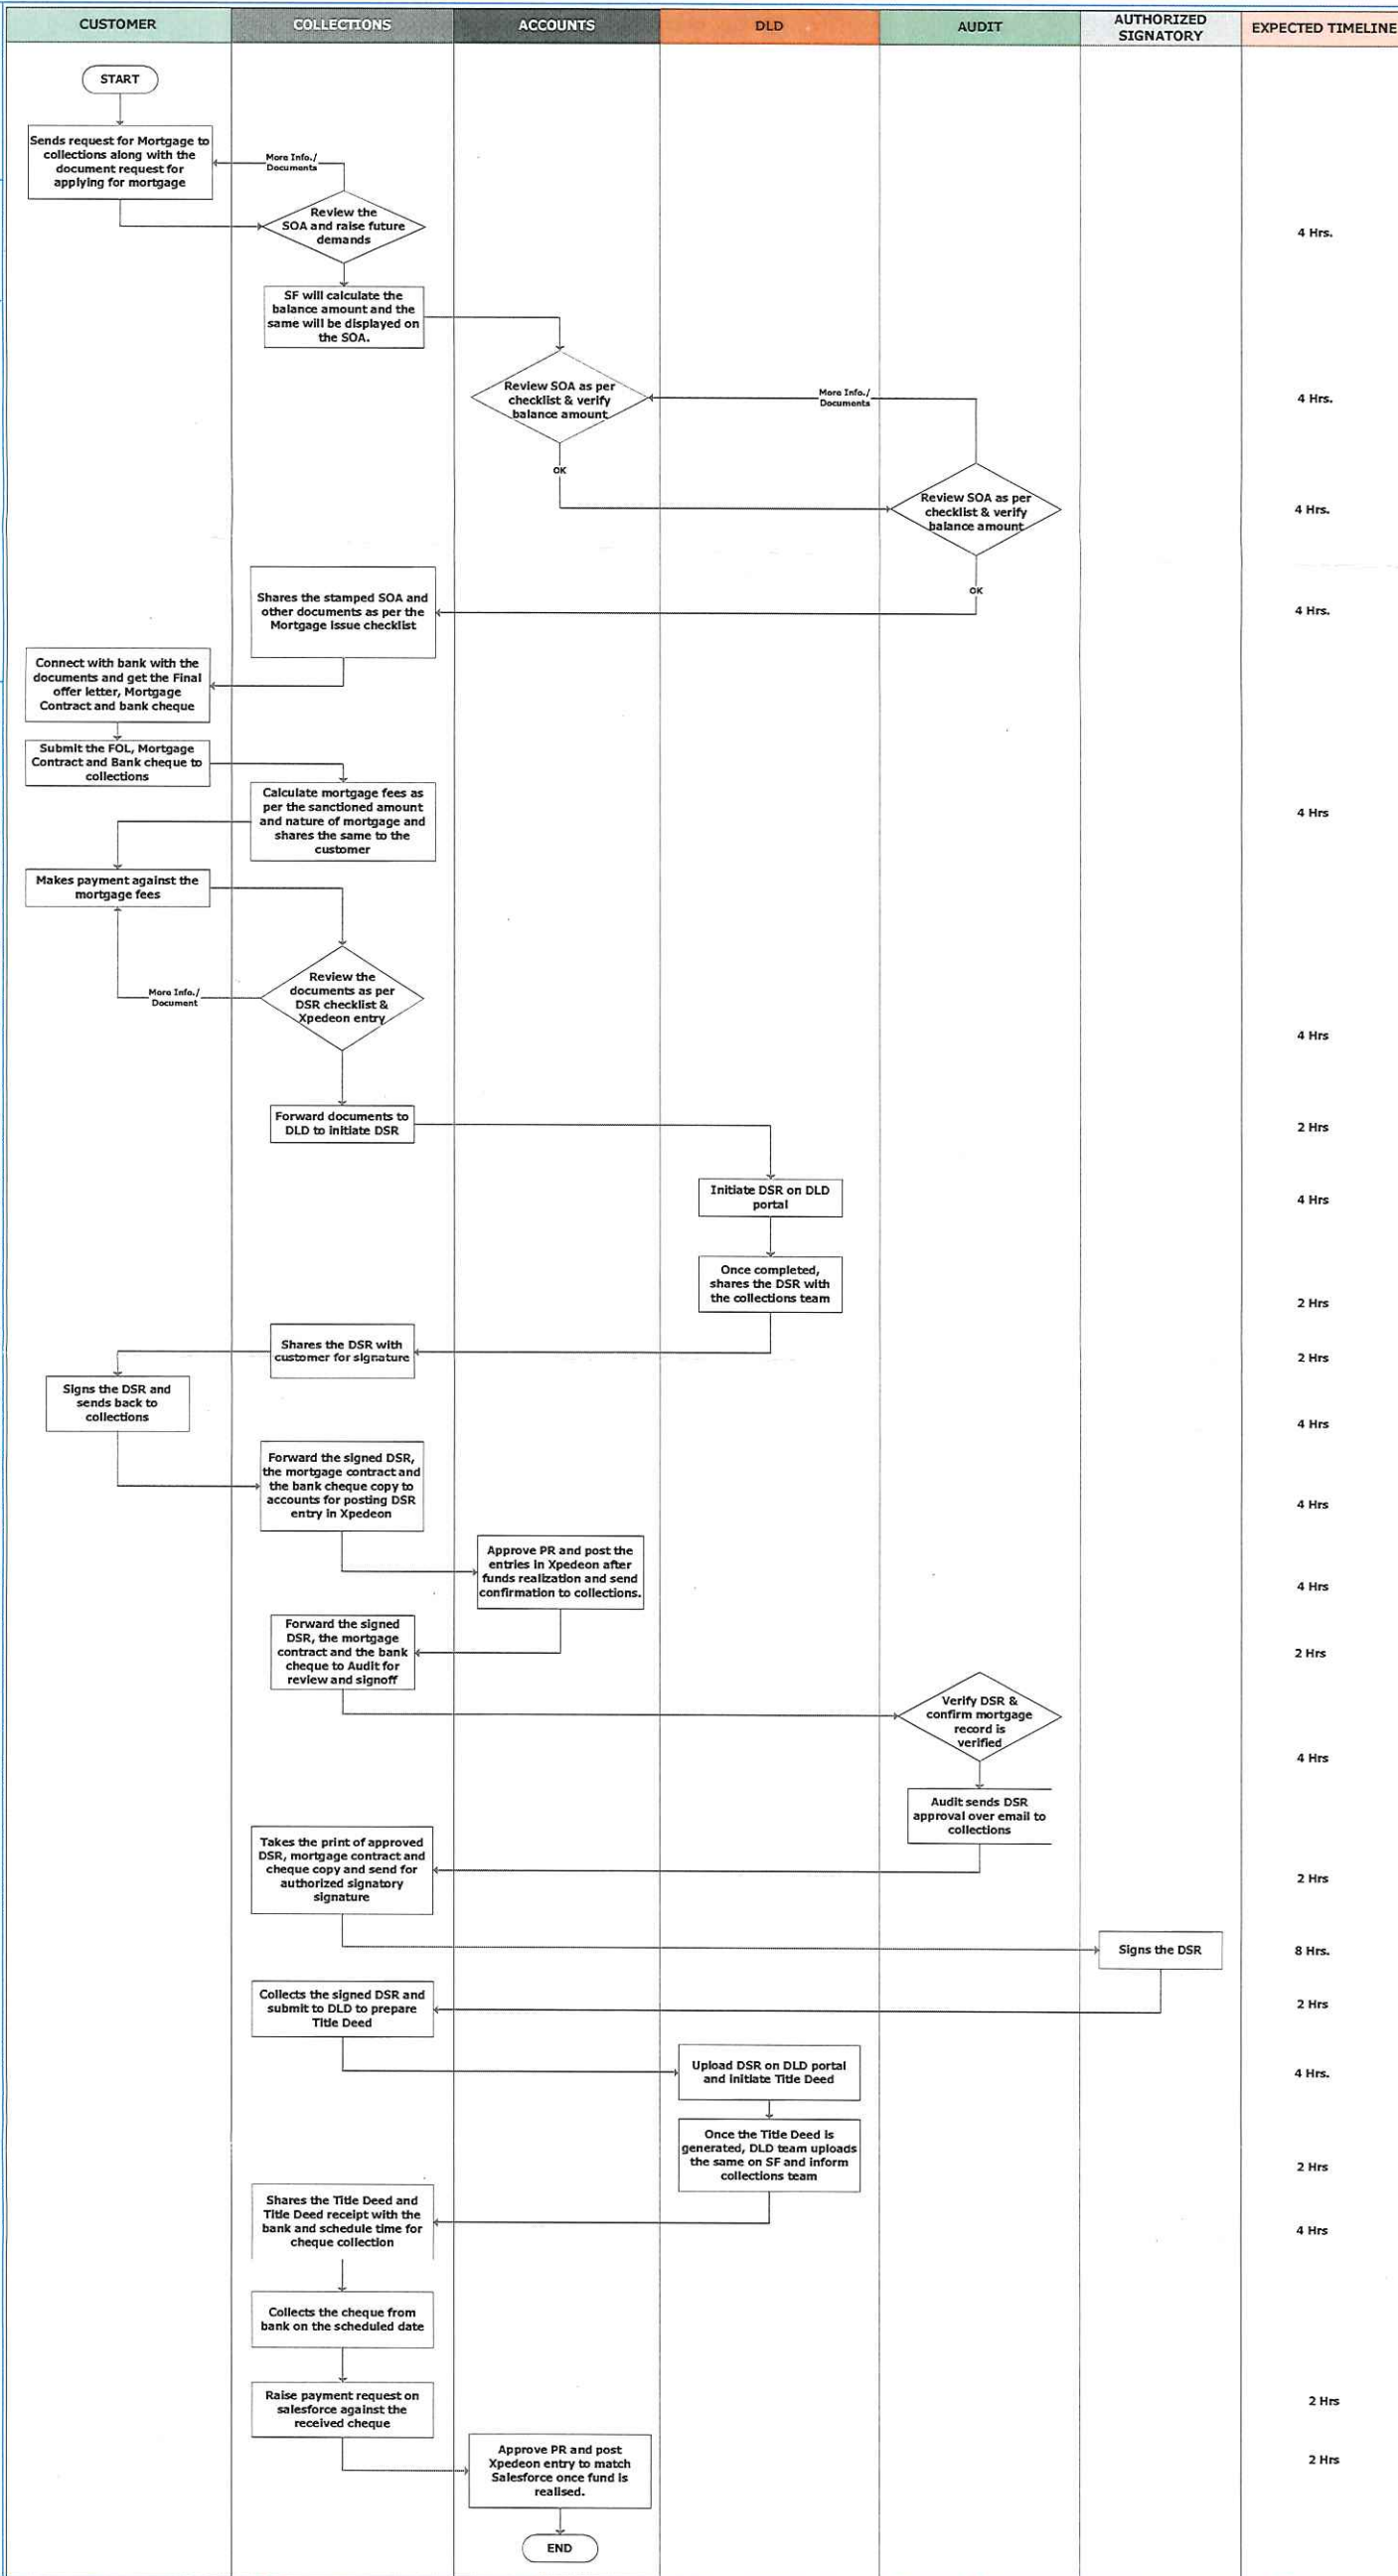 CUSTOMER
COLLECTIONS
ACCOUNTS
DLD
AUDIT
AUTHORIZED
SIGNATORY
EXPECTED TIMELINE
START
Sends request for Mortgage to
collections along with the
document request for
applying for mortgage
More Info./
Documents
Review the
SOA and raise future
demands
4 Hrs.
SF will calculate the
balance amount and the
same will be displayed on
the SOA.
Review SOA as per
checklist & verify
balance amount
More Info./
Documents
4 Hrs.
OK
Review SOA as per
checklist & verify
balance amount
4 Hrs.
OK
Shares the stamped SOA and
other documents as per the
Mortgage issue checklist
4 Hrs.
Connect with bank with the
documents and get the Final
offer letter, Mortgage
Contract and bank cheque
Submit the FOL, Mortgage
Contract and Bank cheque to
collections
Calculate mortgage fees as
per the sanctioned amount
and nature of mortgage and
shares the same to the
customer
4 Hrs
Makes payment against the
mortgage fees
Review the
documents as per
DSR checklist &
Xpedeon entry
More Info./
Document
4 Hrs
Forward documents to
DLD to initiate DSR
2 Hrs
Initiate DSR on DLD
portal
4 Hrs
Once completed,
shares the DSR with
the collections team
2 Hrs
Shares the DSR with
customer for signature
2 Hrs
Signs the DSR and
sends back to
collections
4 Hrs
Forward the signed DSR,
the mortgage contract and
the bank cheque copy to
accounts for posting DSR
entry in Xpedeon
4 Hrs
Approve PR and post the
entries in Xpedeon after
funds realization and send
confirmation to collections.
4 Hrs
Forward the signed
DSR, the mortgage
contract and the bank
cheque to Audit for
review and signoff
2 Hrs
Verify DSR &
confirm mortgage
record is
verified
4 Hrs
Audit sends DSR
approval over email to
collections
Takes the print of approved
DSR, mortgage contract and
cheque copy and send for
authorized signatory
signature
2 Hrs
Signs the DSR
8 Hrs.
Collects the signed DSR and
submit to DLD to prepare
Title Deed
2 Hrs
Upload DSR on DLD portal
and initiate Title Deed
4 Hrs.
Once the Title Deed is
generated, DLD team uploads
the same on SF and inform
collections team
2 Hrs
Shares the Title Deed and
Title Deed receipt with the
bank and schedule time for
cheque collection
4 Hrs
Collects the cheque from
bank on the scheduled date
Raise payment request on
salesforce against the
received cheque
2 Hrs
Approve PR and post
Xpedeon entry to match
Salesforce once fund is
realised.
2 Hrs
END